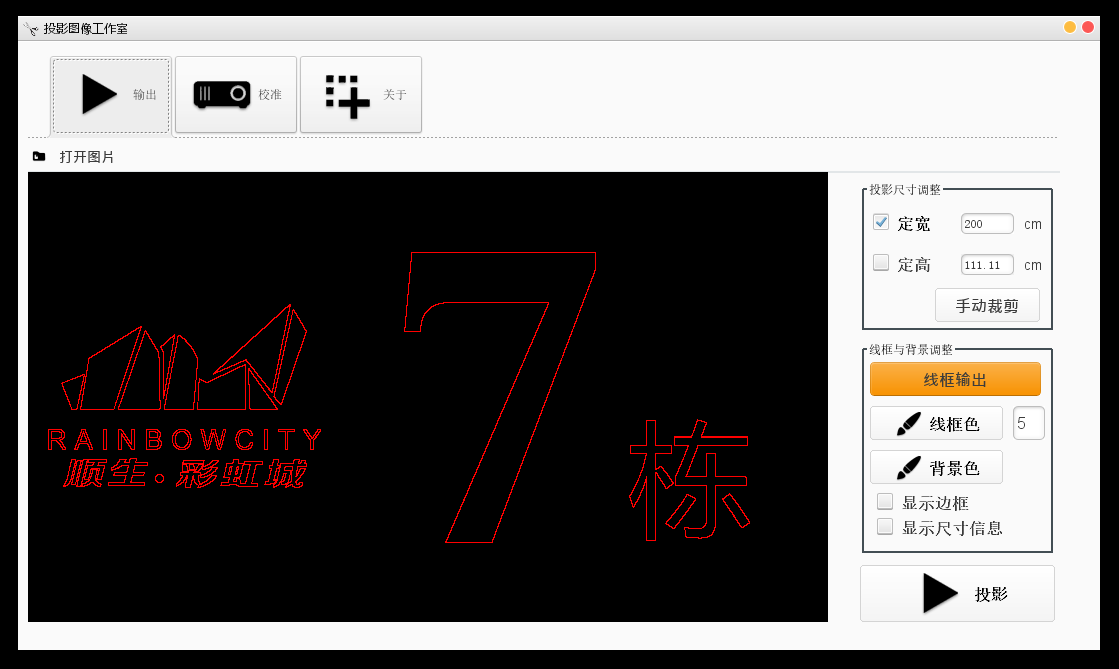 投影图像工作室
输出
校准
关于
打开图片
投影尺寸调整
定宽 200 cm
定高 111.11 cm
手动裁剪
线框与背景调整
线框输出
线框色 5
背景色
显示边框
显示尺寸信息
投影
7栋
RAINBOWCITY
顺生·彩虹城